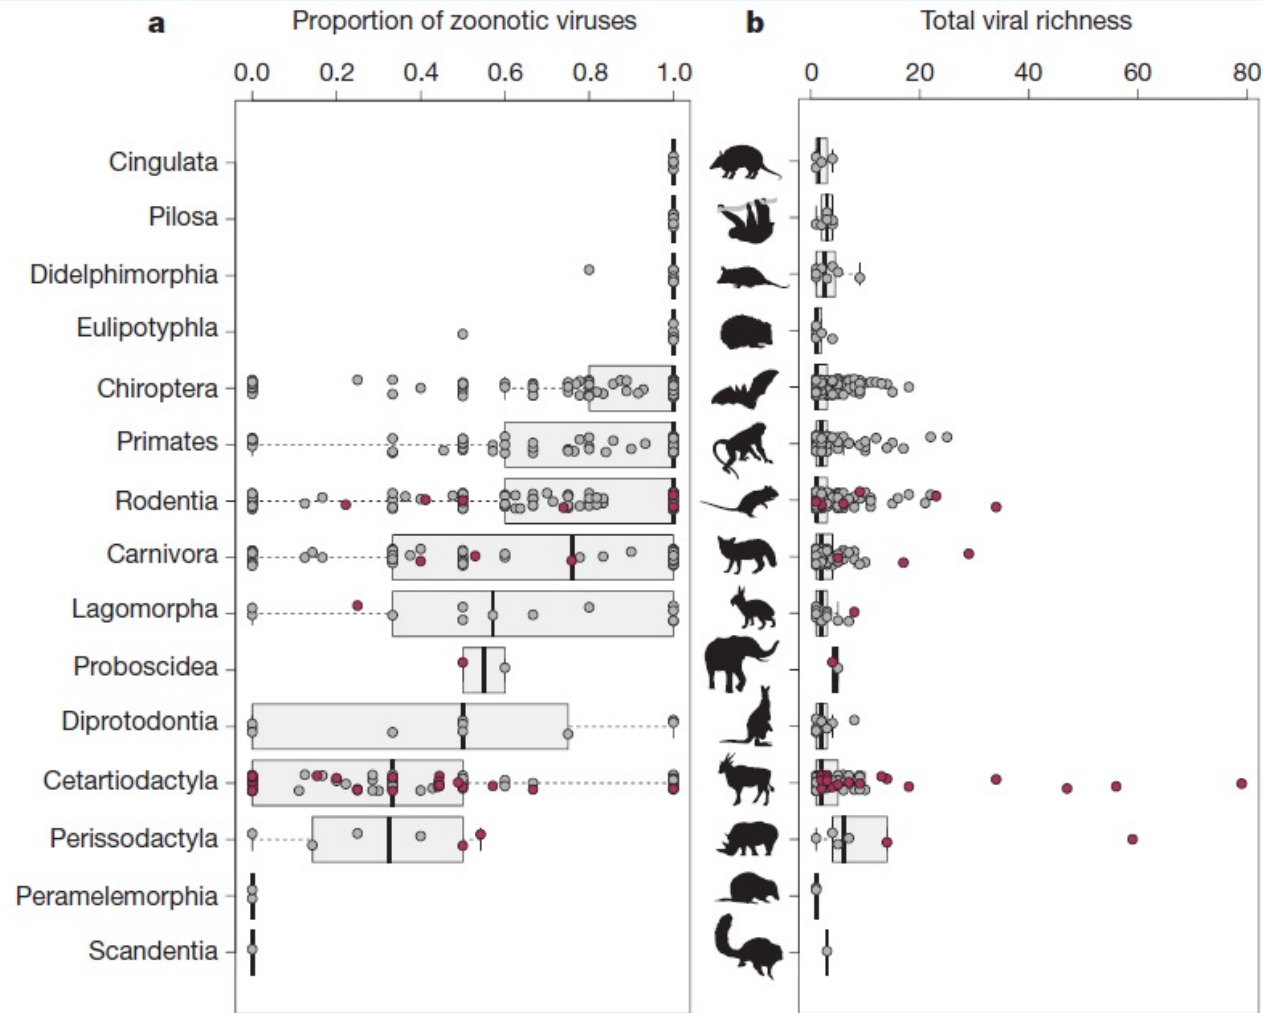 a Proportion of zoonotic viruses b Total viral richness
0.0 0.2 0.4 0.6 0.8 1.0 0 20 40 60 80
Cingulata
Pilosa
Didelphimorphia
Eulipotyphla
Chiroptera
Primates
Rodentia
Carnivora
Lagomorpha
Proboscidea
Diprotodontia
Cetartiodactyla
Perissodactyla
Peramelemorphia
Scandentia